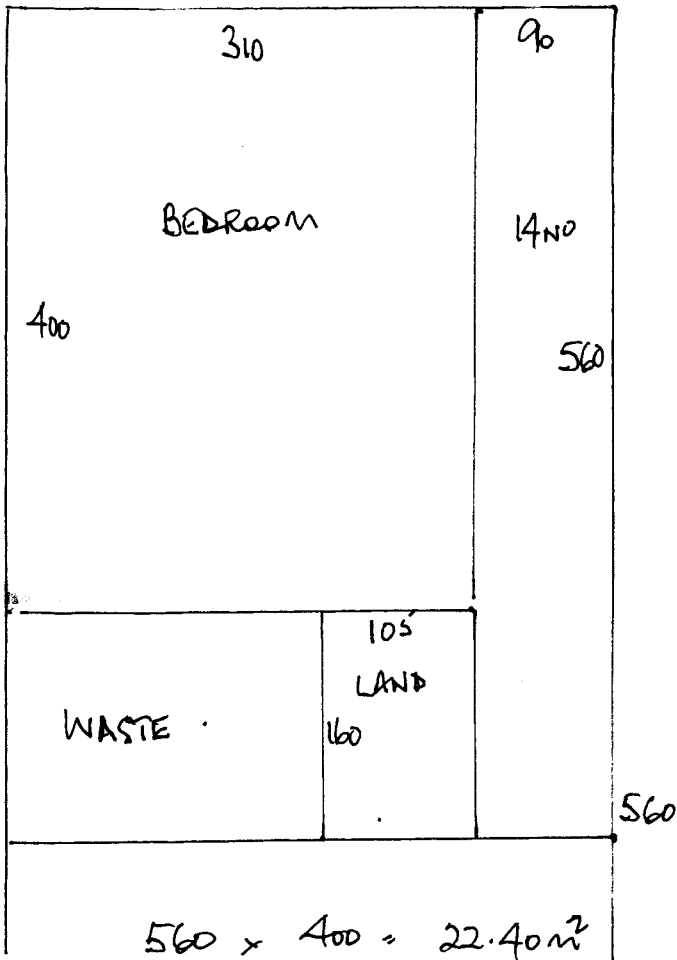 310
90
BEDROOM
14NO
400
560
105
LAND
WASTE
160
560
560 x 400 = 22.40m²